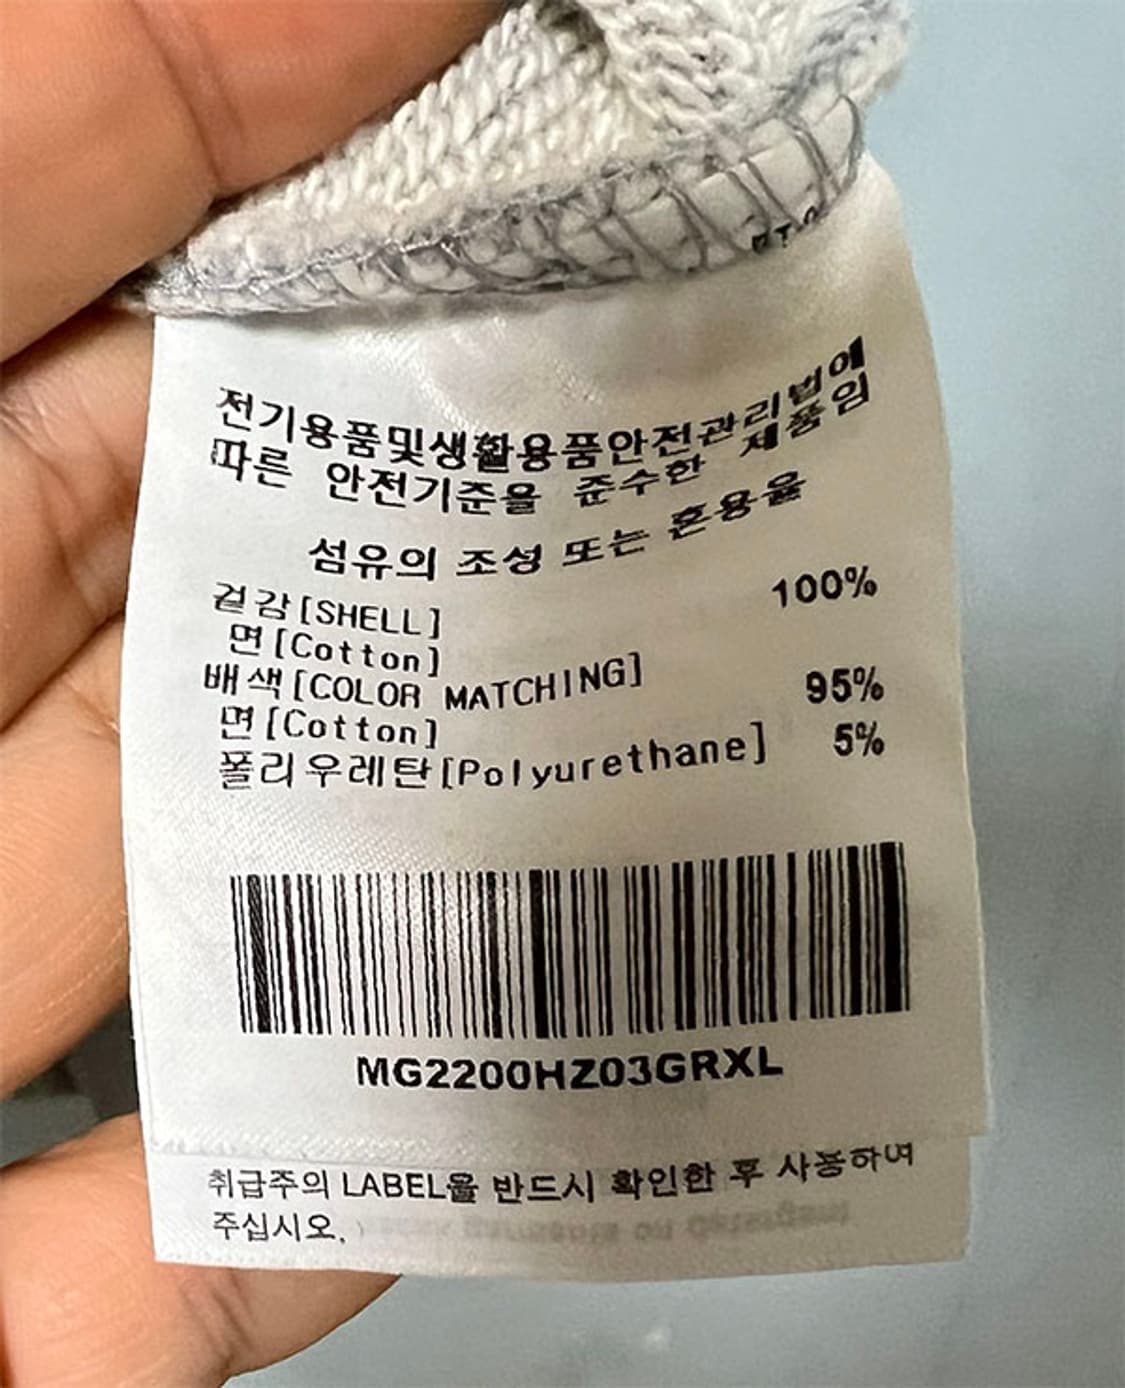 전기용품및생활용품안전관리법에
따른 안전기준을 준수한 제품임
섬유의 조성 또는 혼용율
겉감[SHELL]
면[Cotton] 100%
배색[COLOR MATCHING]
면[Cotton] 95%
폴리우레탄[Polyurethane] 5%
MG2200HZ03GRXL
취급주의 LABEL을 반드시 확인한 후 사용하여
주십시오.